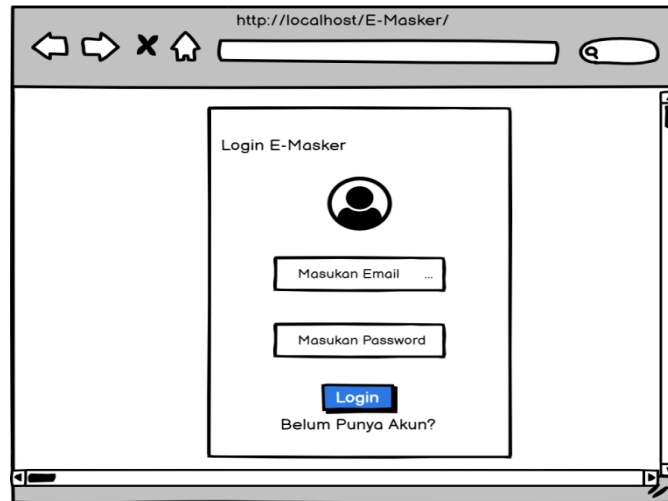 http://localhost/E-Masker/
Login E-Masker
Masukan Email ...
Masukan Password
Login
Belum Punya Akun?